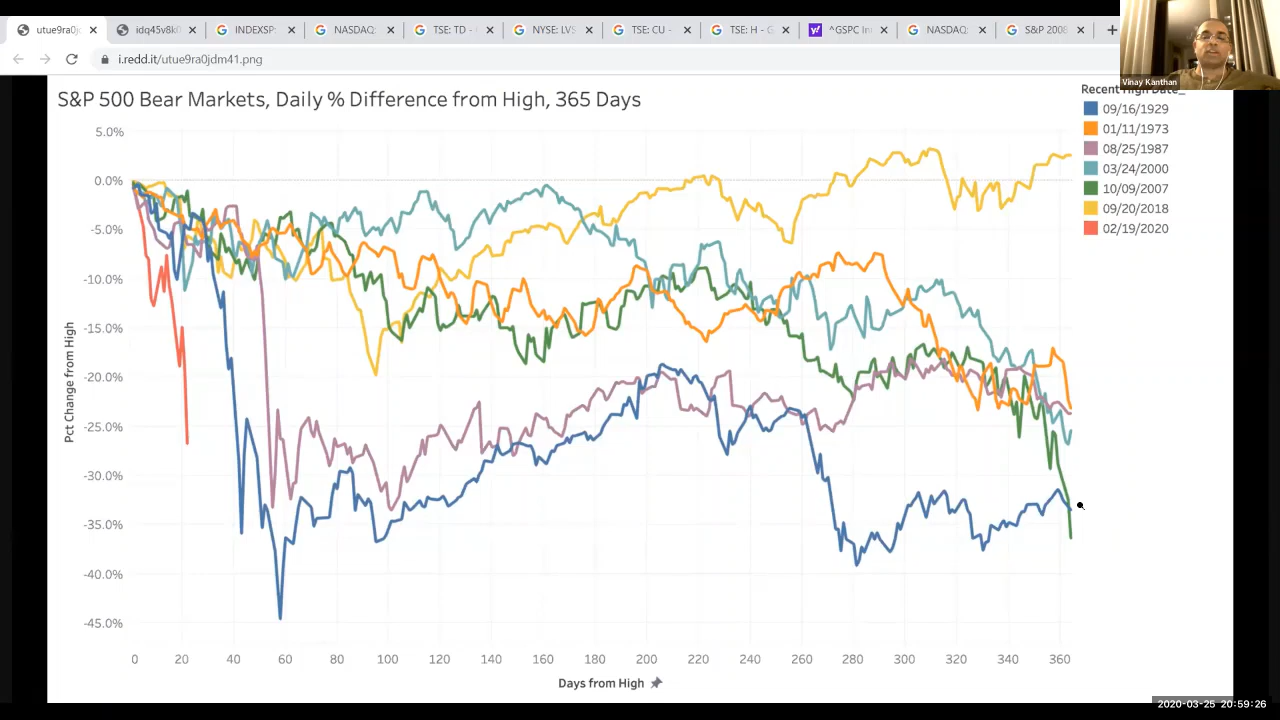 utue9ra0j
idq45v8k
INDEXSP:
NASDAQ:
TSE: TD -
NYSE: LVS
TSE: CU -
TSE: H - G
^GSPC In
NASDAQ:
S&P 2008
i.redd.it/utue9ra0jdm41.png
Vinay Kanthan
S&P 500 Bear Markets, Daily % Difference from High, 365 Days
Recent High Date_
09/16/1929
01/11/1973
08/25/1987
03/24/2000
10/09/2007
09/20/2018
02/19/2020
5.0%
0.0%
-5.0%
-10.0%
-15.0%
-20.0%
-25.0%
-30.0%
-35.0%
-40.0%
-45.0%
Pct Change from High
0 20 40 60 80 100 120 140 160 180 200 220 240 260 280 300 320 340 360
Days from High
2020-03-25 20:59:26